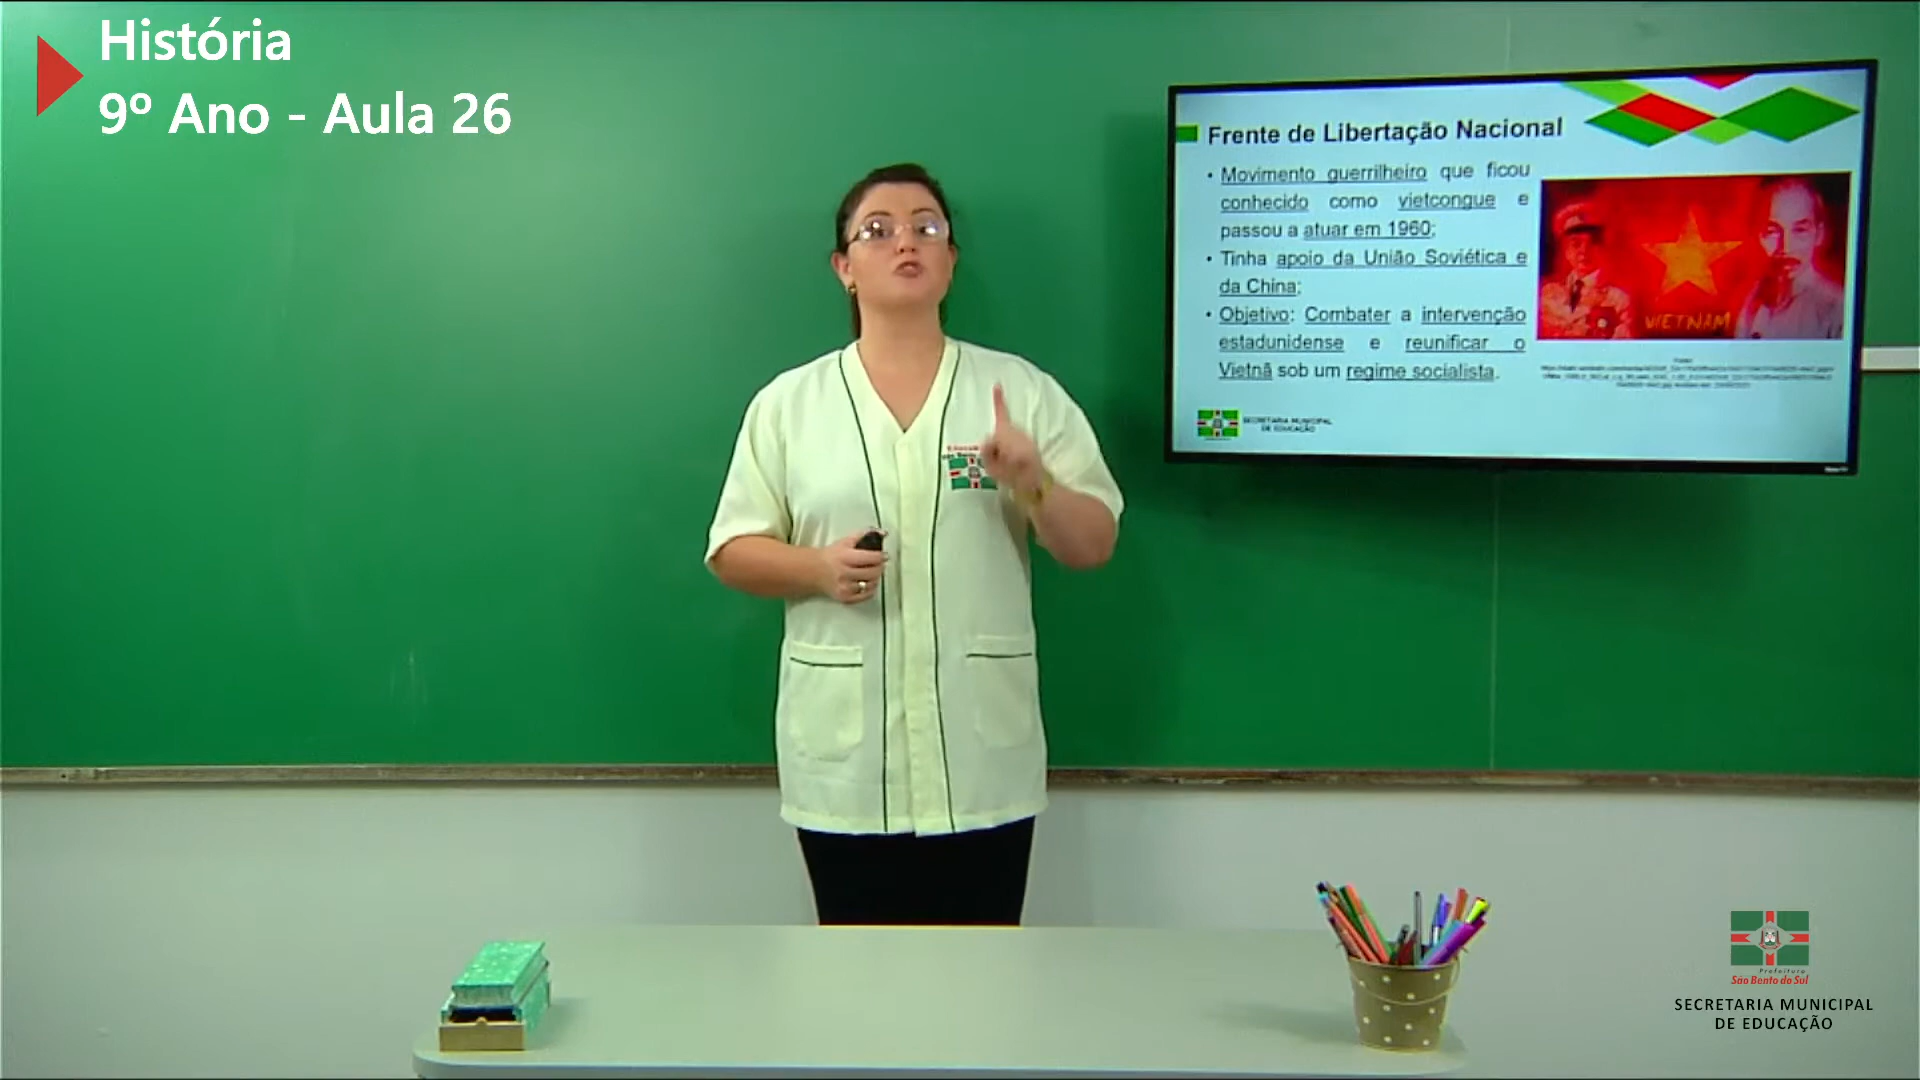 História
9º Ano - Aula 26
Frente de Libertação Nacional
• Movimento guerrilheiro que ficou
conhecido como vietcongue e
passou a atuar em 1960;
• Tinha apoio da União Soviética e
da China;
• Objetivo: Combater a intervenção
estadunidense e reunificar o
Vietnã sob um regime socialista.
VIETNAM
SECRETARIA MUNICIPAL
DE EDUCAÇÃO
Prefeitura
São Bento do Sul
SECRETARIA MUNICIPAL
DE EDUCAÇÃO